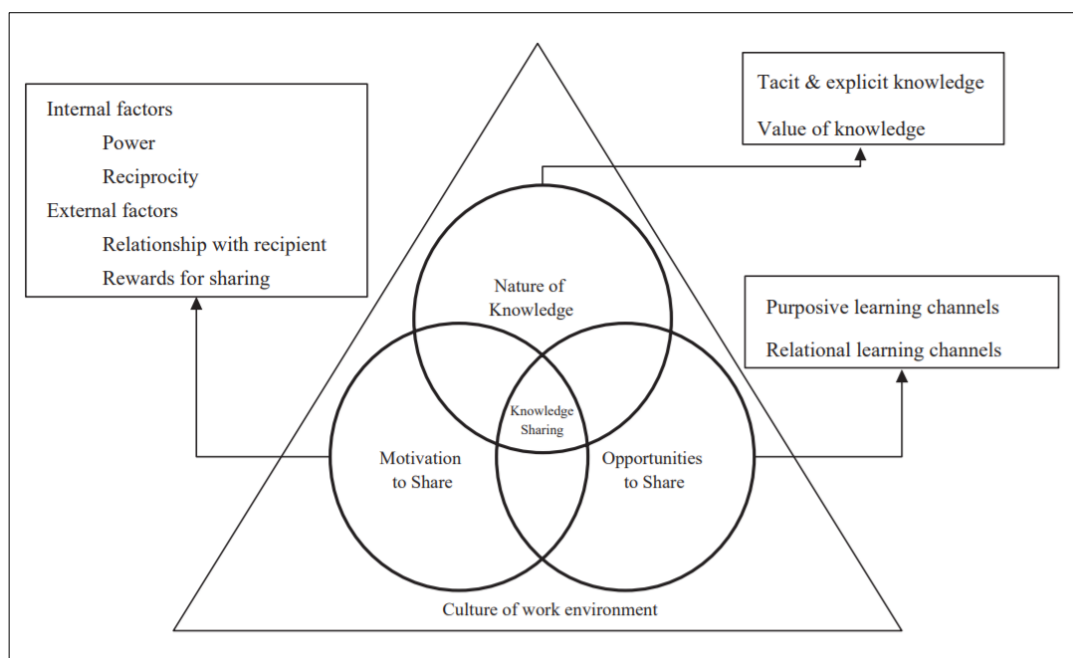 Internal factors
Power
Reciprocity
External factors
Relationship with recipient
Rewards for sharing
Tacit & explicit knowledge
Value of knowledge
Nature of
Knowledge
Purposive learning channels
Relational learning channels
Knowledge
Sharing
Motivation
to Share
Opportunities
to Share
Culture of work environment